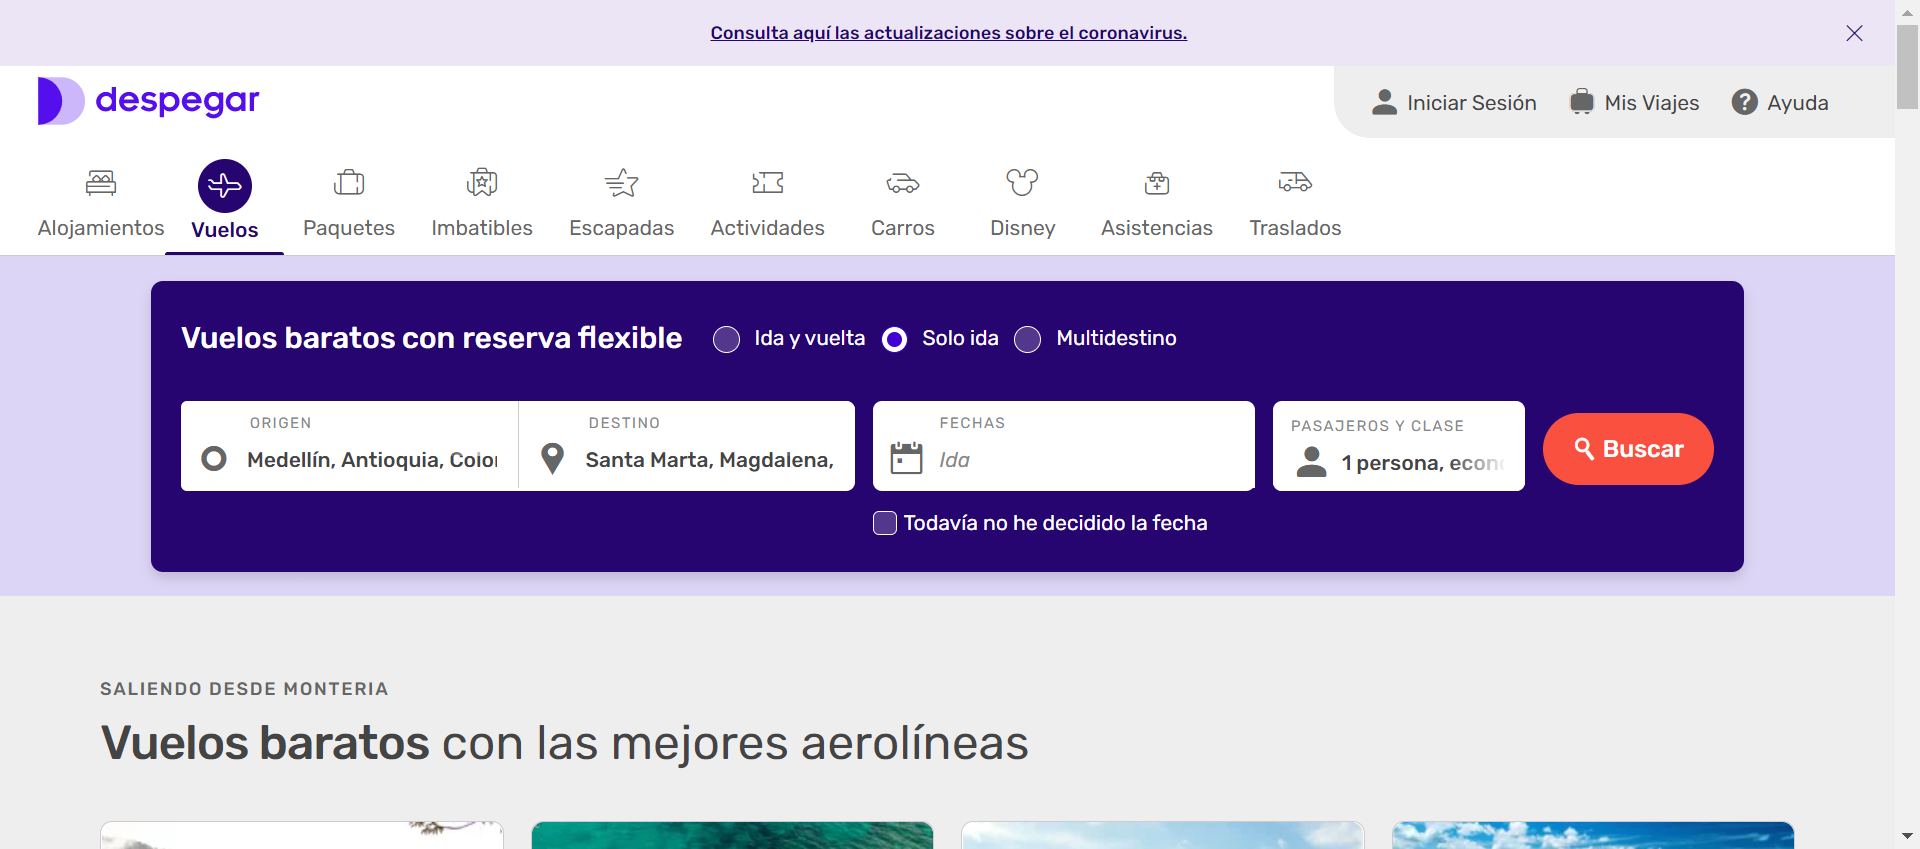 Consulta aquí las actualizaciones sobre el coronavirus.
despegar
Iniciar Sesión
Mis Viajes
Ayuda
Alojamientos
Vuelos
Paquetes
Imbatibles
Escapadas
Actividades
Carros
Disney
Asistencias
Traslados
Vuelos baratos con reserva flexible
Ida y vuelta
Solo ida
Multidestino
ORIGEN
Medellín, Antioquia, Colo
DESTINO
Santa Marta, Magdalena,
FECHAS
Ida
PASAJEROS Y CLASE
1 persona, econo
Buscar
Todavía no he decidido la fecha
SALIENDO DESDE MONTERIA
Vuelos baratos con las mejores aerolíneas